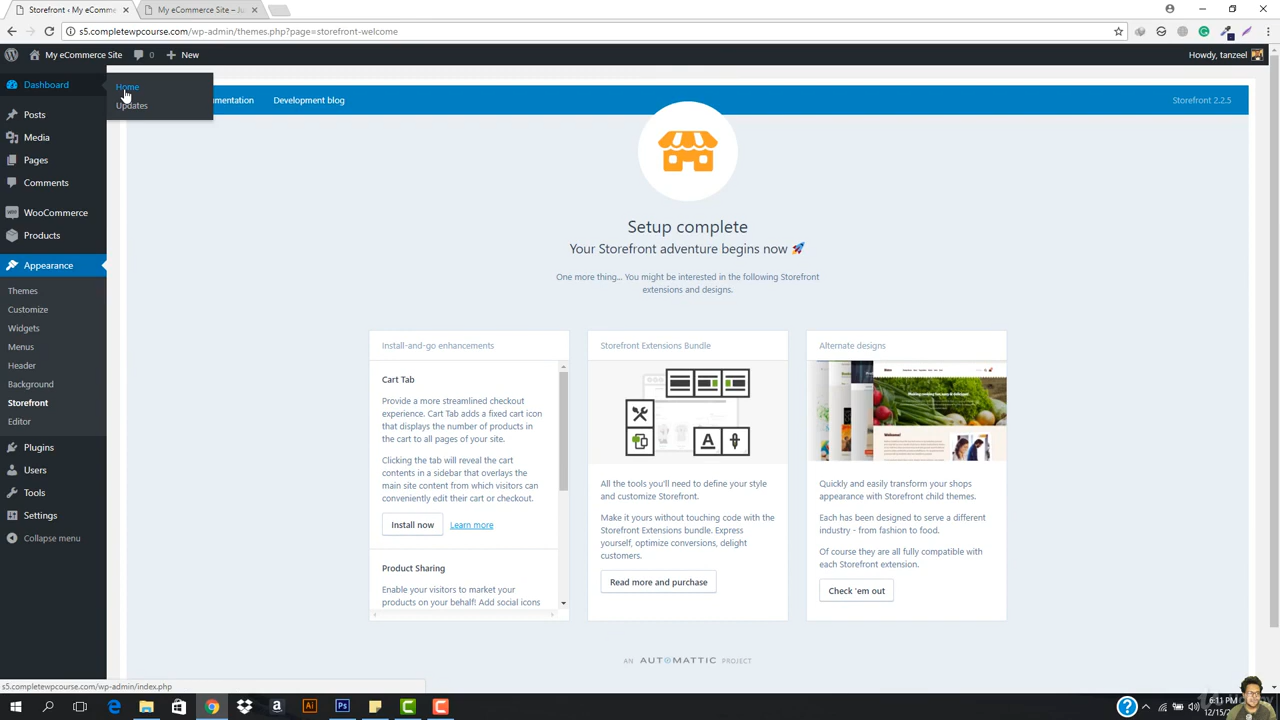 Storefront ‹ My eCommerce
My eCommerce Site – Ju
s5.completewpcourse.com/wp-admin/themes.php?page=storefront-welcome
My eCommerce Site 0 New
Howdy, tanzeel
Dashboard
Home
Updates
Posts
Media
Pages
Comments
WooCommerce
Products
Appearance
Themes
Customize
Widgets
Menus
Header
Background
Storefront
Editor
Plugins
Users
Tools
Settings
Collapse menu
mentation
Development blog
Storefront 2.2.5
Setup complete
Your Storefront adventure begins now 🚀
One more thing... You might be interested in the following Storefront
extensions and designs.
Install-and-go enhancements
Cart Tab
Provide a more streamlined checkout
experience. Cart Tab adds a fixed cart icon
that displays the number of products in
the cart to all pages of your site.
Clicking the tab will reveal the cart
contents in a sidebar that overlays the
main site content from which visitors can
conveniently edit their cart or checkout.
Install now
Learn more
Product Sharing
Enable your visitors to market your
products on your behalf! Add social icons
Storefront Extensions Bundle
A
All the tools you'll need to define your style
and customize Storefront.
Make it yours without touching code with the
Storefront Extensions bundle. Express
yourself, optimize conversions, delight
customers.
Read more and purchase
Alternate designs
Welcome!
Quickly and easily transform your shops
appearance with Storefront child themes.
Each has been designed to serve a different
industry - from fashion to food.
Of course they are all fully compatible with
each Storefront extension.
Check 'em out
AN AUTOMATTIC PROJECT
s5.completewpcourse.com/wp-admin/index.php
6:11 PM
12/15/2